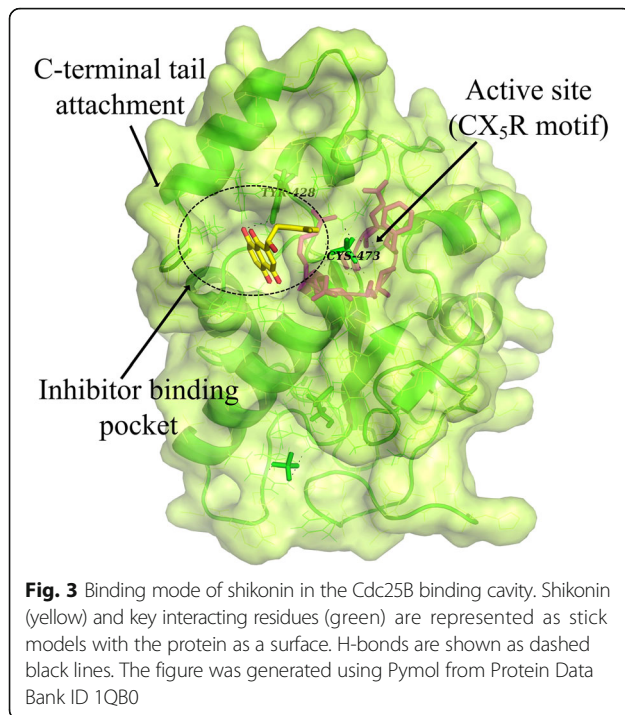 C-terminal tail
attachment
Active site
(CX₅R motif)
TYR-428
CYS-473
Inhibitor binding
pocket
Fig. 3 Binding mode of shikonin in the Cdc25B binding cavity. Shikonin
(yellow) and key interacting residues (green) are represented as stick
models with the protein as a surface. H-bonds are shown as dashed
black lines. The figure was generated using Pymol from Protein Data
Bank ID 1QB0